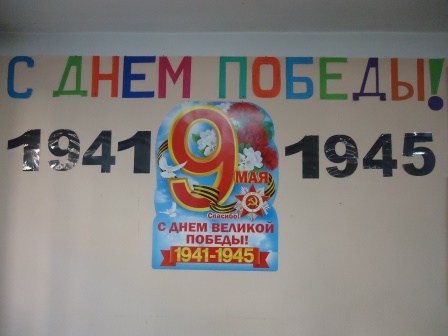 С ДНЕМ ПОБЕДЫ!
1941 1945
9
МАЯ
Спасибо!
С ДНЕМ ВЕЛИКОЙ
ПОБЕДЫ!
1941-1945